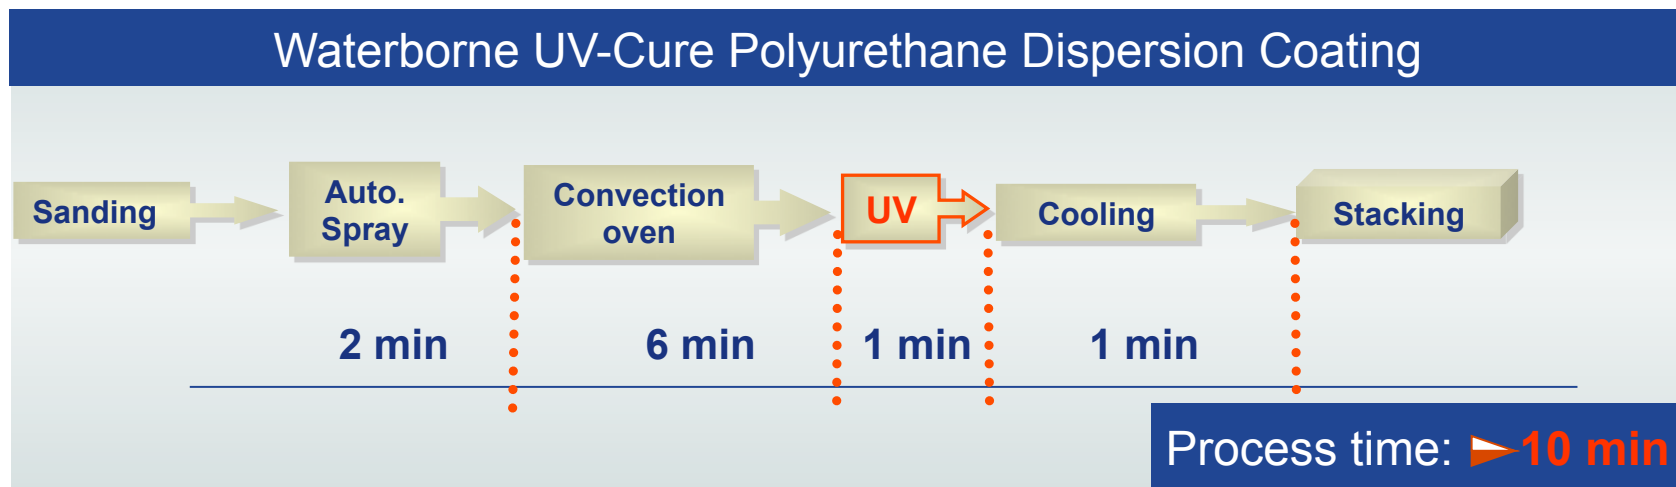 Waterborne UV-Cure Polyurethane Dispersion Coating
Sanding
Auto.
Spray
Convection
oven
UV
Cooling
Stacking
2 min
6 min
1 min
1 min
Process time: 10 min